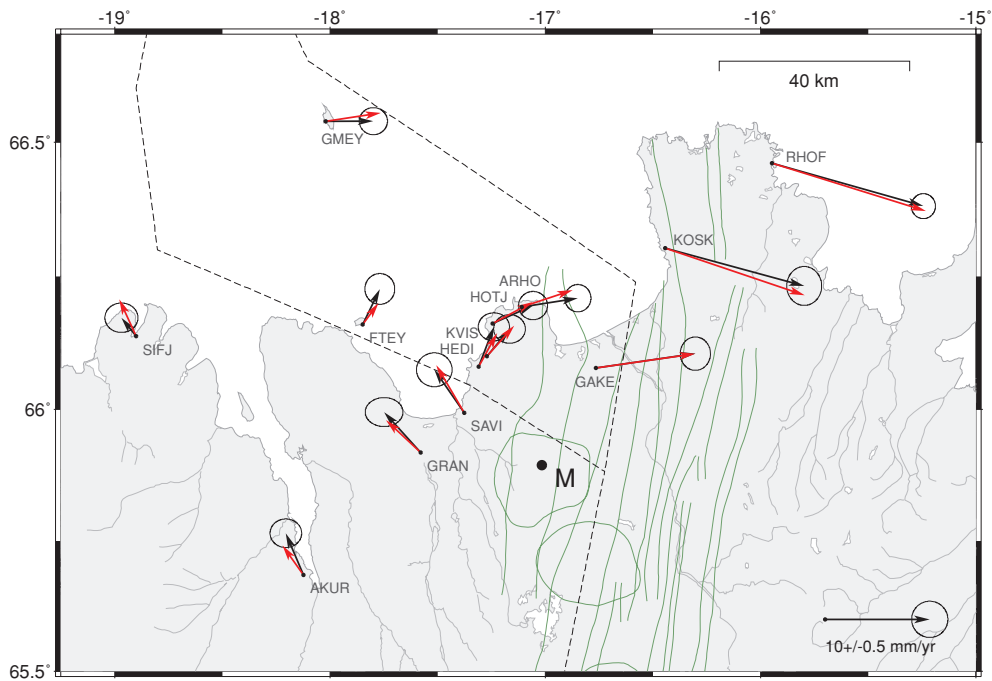 -19° -18° -17° -16° -15°
40 km
66.5°
GMEY
RHOF
KOSK
ARHO
HOTJ
SIFJ
FTEY
KVIS
HEDI
GAKE
66°
SAVI
GRAN
M
AKUR
10+/-0.5 mm/yr
65.5°